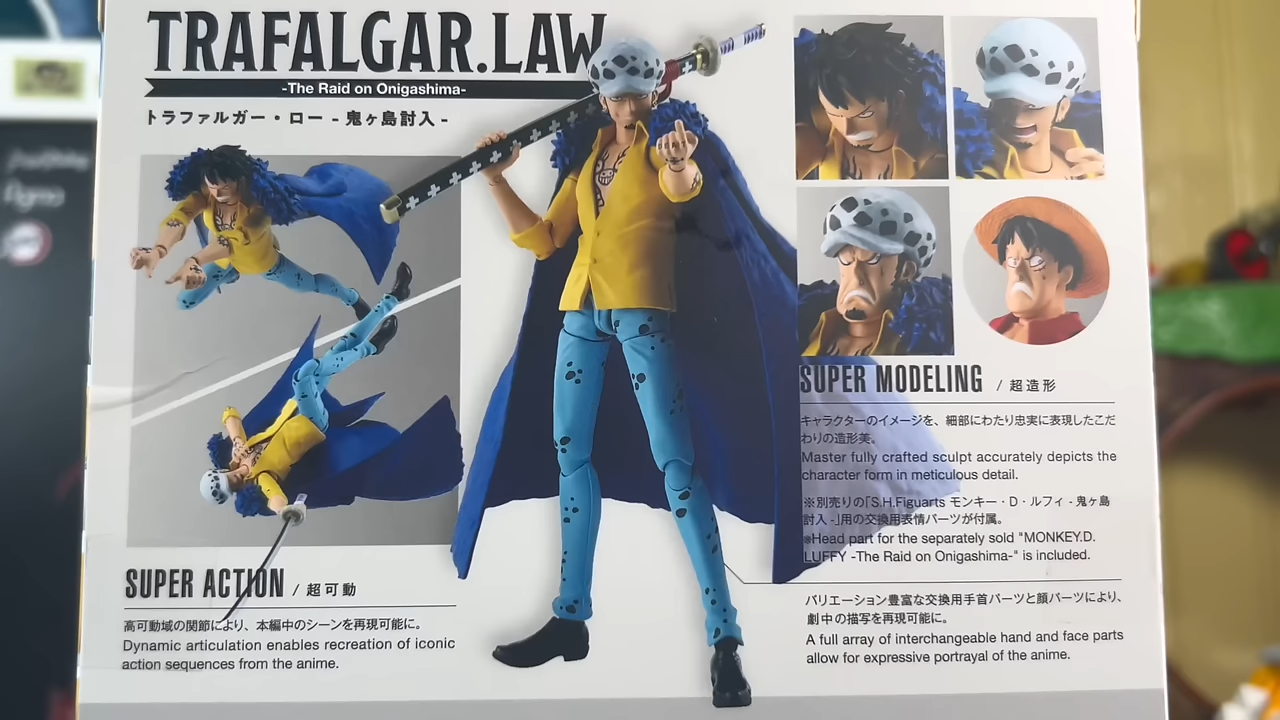 TRAFALGAR.LAW
-The Raid on Onigashima-
トラファルガー・ロー - 鬼ヶ島討入 -
SUPER ACTION / 超可動
高可動域の関節により、本編中のシーンを再現可能に。
Dynamic articulation enables recreation of iconic
action sequences from the anime.
SUPER MODELING / 超造形
キャラクターのイメージを、細部にわたり忠実に表現したこだ
わりの造形美。
Master fully crafted sculpt accurately depicts the
character form in meticulous detail.
※別売りの「S.H.Figuarts モンキー・D・ルフィ - 鬼ヶ島
討入 -」用の交換用表情パーツが付属。
※Head part for the separately sold "MONKEY.D.
LUFFY -The Raid on Onigashima-" is included.
バリエーション豊富な交換用手首パーツと顔パーツにより、
劇中の描写を再現可能に。
A full array of interchangeable hand and face parts
allow for expressive portrayal of the anime.